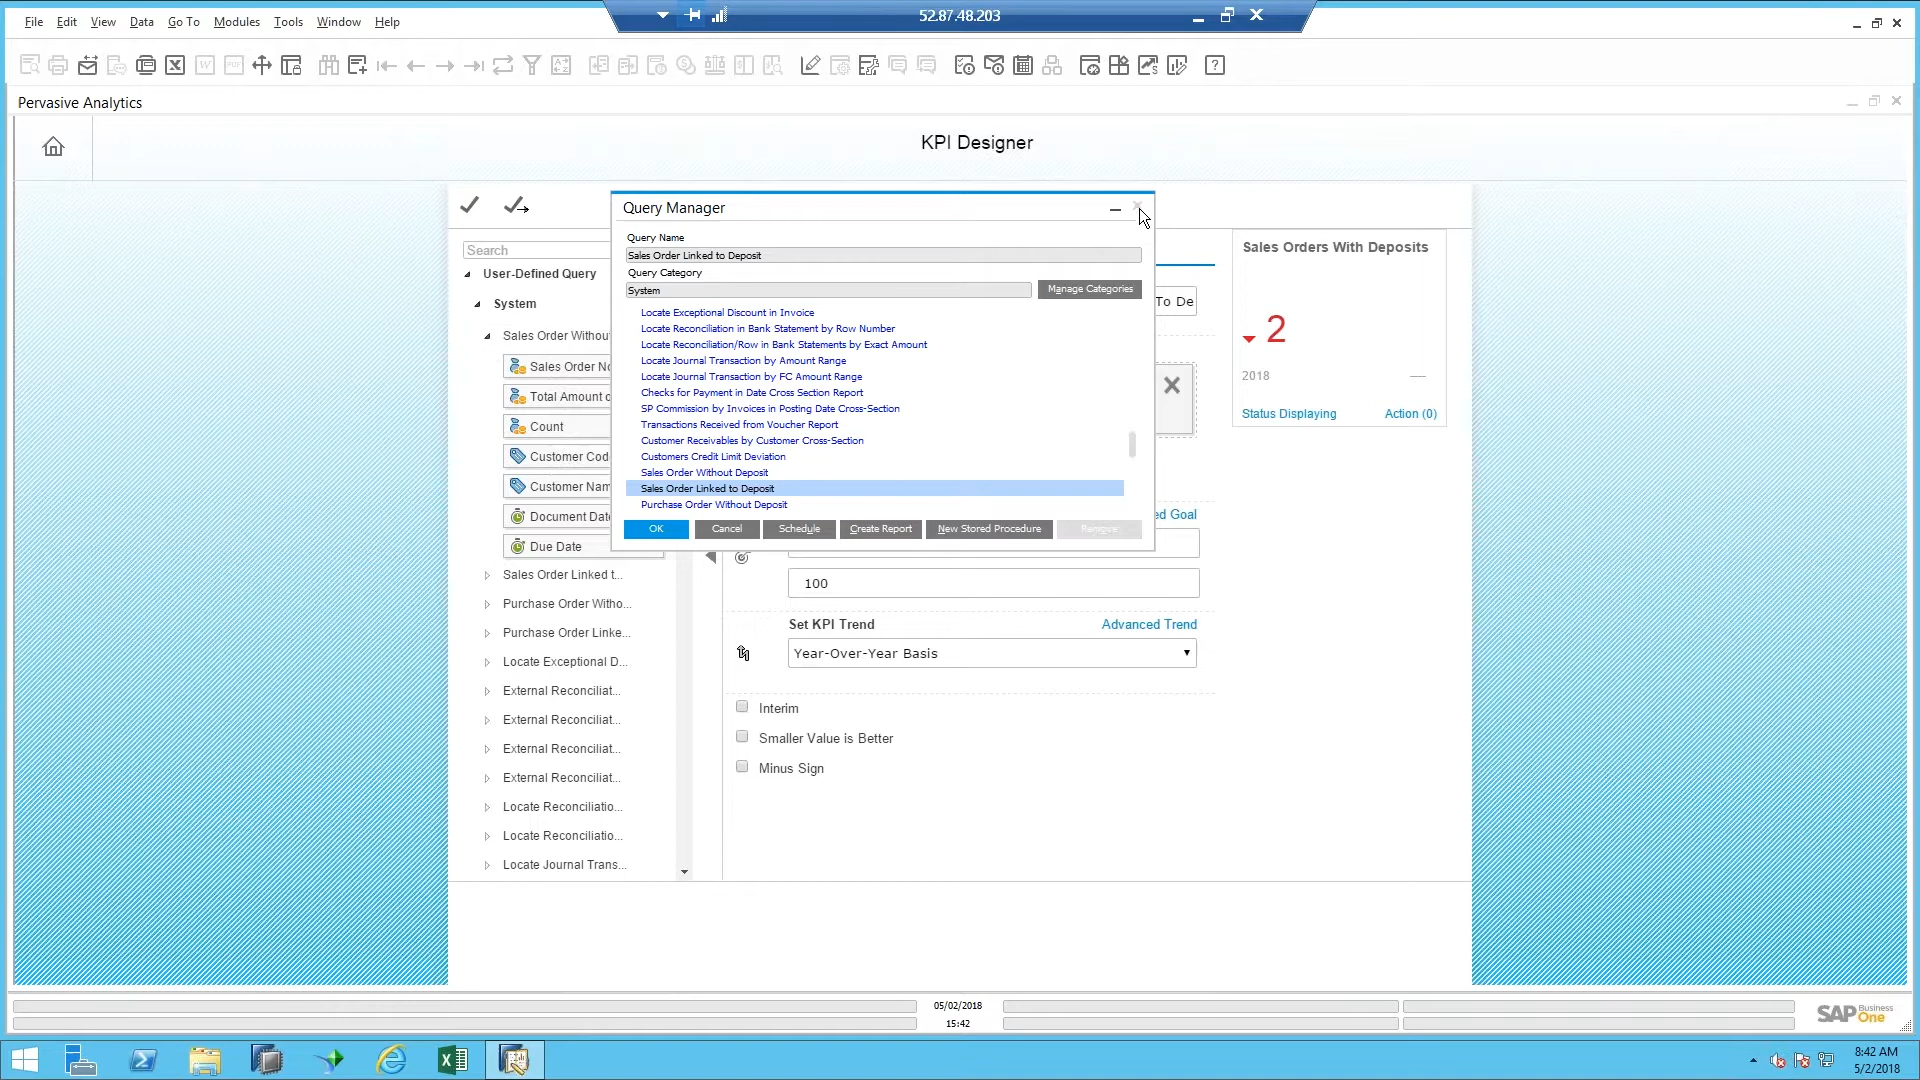 File Edit View Data Go To Modules Tools Window Help
52.87.48.203
Pervasive Analytics
KPI Designer
Query Manager
Query Name
Sales Order Linked to Deposit
Query Category
System
Manage Categories
Locate Exceptional Discount in Invoice
Locate Reconciliation in Bank Statement by Row Number
Locate Reconciliation/Row in Bank Statements by Exact Amount
Locate Journal Transaction by Amount Range
Locate Journal Transaction by FC Amount Range
Checks for Payment in Date Cross Section Report
SP Commission by Invoices in Posting Date Cross-Section
Transactions Received from Voucher Report
Customer Receivables by Customer Cross-Section
Customers Credit Limit Deviation
Sales Order Without Deposit
Sales Order Linked to Deposit
Purchase Order Without Deposit
OK Cancel Schedule Create Report New Stored Procedure Remove
Search
User-Defined Query
System
Sales Order Withou
Sales Order No
Total Amount o
Count
Customer Cod
Customer Nam
Document Date
Due Date
Sales Order Linked t...
Purchase Order Witho...
Purchase Order Linke...
Locate Exceptional D...
External Reconciliat...
External Reconciliat...
External Reconciliat...
External Reconciliat...
Locate Reconciliatio...
Locate Reconciliatio...
Locate Journal Trans...
To De
ed Goal
100
Set KPI Trend
Advanced Trend
Year-Over-Year Basis
Interim
Smaller Value is Better
Minus Sign
Sales Orders With Deposits
2
2018
Status Displaying
Action (0)
05/02/2018
15:42
SAP Business One
8:42 AM
5/2/2018